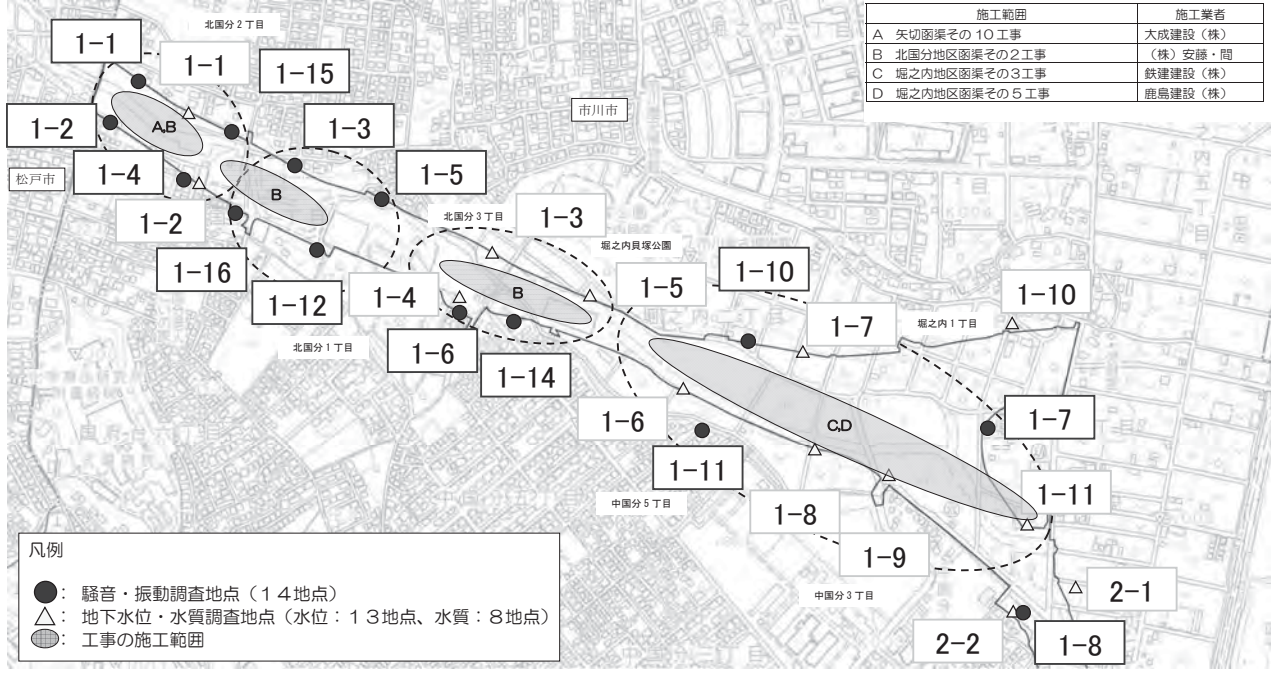 施工範囲 施工業者
A 矢切函渠その10工事 大成建設（株）
B 北国分地区函渠その2工事 （株）安藤・間
C 堀之内地区函渠その3工事 鉄建建設（株）
D 堀之内地区函渠その5工事 鹿島建設（株）
北国分2丁目
1-1
1-1
1-15
市川市
1-2
A,B
1-3
1-4
B
1-5
松戸市
1-2
北国分3丁目
1-3
堀之内貝塚公園
1-16
1-12
1-4
B
1-5
1-10
1-10
北国分1丁目
1-6
1-7
堀之内1丁目
1-14
1-6
C,D
1-7
1-11
中国分5丁目
1-8
1-11
1-9
中国分3丁目
2-1
2-2
1-8
凡例
●： 騒音・振動調査地点（14地点）
△： 地下水位・水質調査地点（水位：13地点、水質：8地点）
： 工事の施工範囲